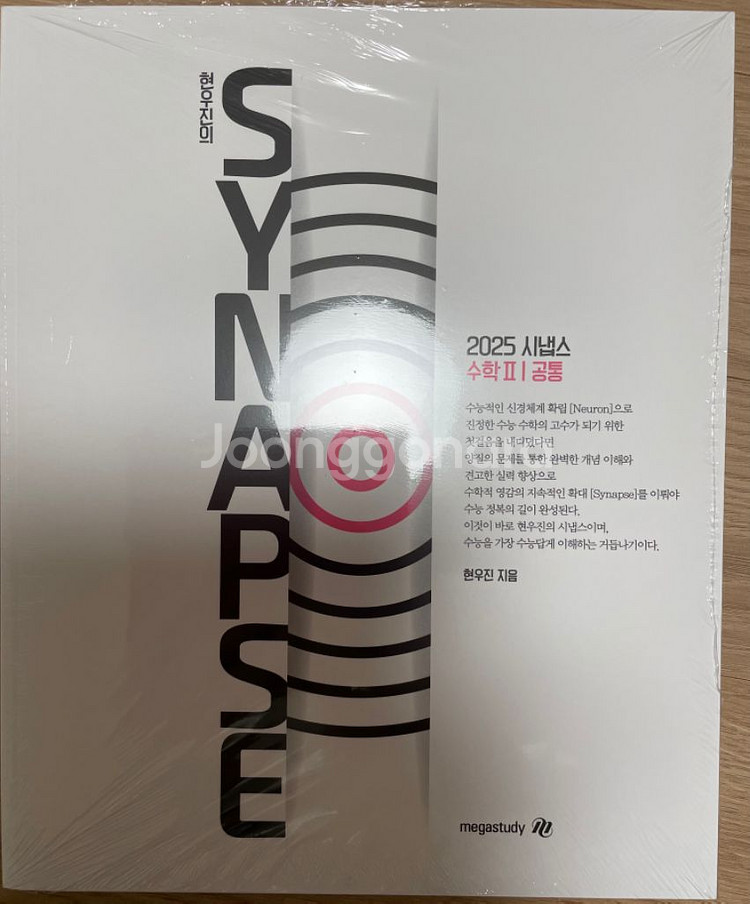 현우진의
SYNAPSE
2025 시냅스
수학 II | 공통
수능적인 신경체계 확립 [Neuron]으로
진정한 수능 수학의 고수가 되기 위한
첫걸음을 내디뎠다면
양질의 문제를 통한 완벽한 개념 이해와
견고한 실력 향상으로
수학적 영감의 지속적인 확대 [Synapse]를 이뤄야
수능 정복의 길이 완성된다.
이것이 바로 현우진의 시냅스이며,
수능을 가장 수능답게 이해하는 거듭나기이다.
현우진 지음
megastudy